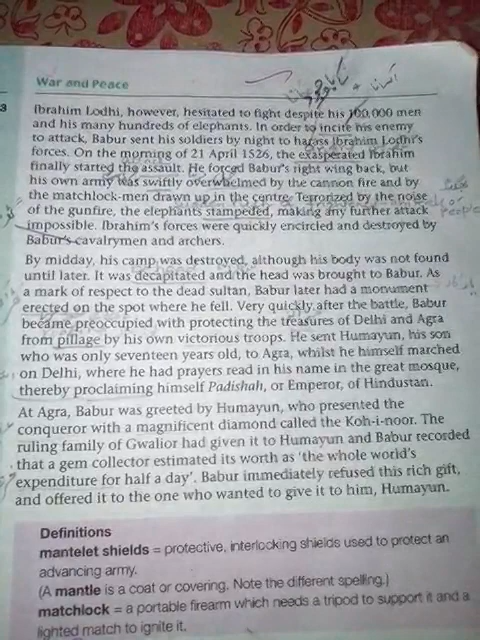 War and Peace
3
Ibrahim Lodhi, however, hesitated to fight despite his 100,000 men
and his many hundreds of elephants. In order to incite his enemy
to attack, Babur sent his soldiers by night to harass Ibrahim Lodhi's
forces. On the morning of 21 April 1526, the exasperated Ibrahim
finally started the assault. He forced Babur's right wing back, but
his own army was swiftly overwhelmed by the cannon fire and by
the matchlock-men drawn up in the centre. Terrorized by the noise
of the gunfire, the elephants stampeded, making any further attack
impossible. Ibrahim's forces were quickly encircled and destroyed by
Babur's cavalrymen and archers.
people
By midday, his camp was destroyed, although his body was not found
until later. It was decapitated and the head was brought to Babur. As
a mark of respect to the dead sultan, Babur later had a monument
erected on the spot where he fell. Very quickly after the battle, Babur
became preoccupied with protecting the treasures of Delhi and Agra
from pillage by his own victorious troops. He sent Humayun, his son
who was only seventeen years old, to Agra, whilst he himself marched
on Delhi, where he had prayers read in his name in the great mosque,
thereby proclaiming himself Padishah, or Emperor, of Hindustan.
At Agra, Babur was greeted by Humayun, who presented the
conqueror with a magnificent diamond called the Koh-i-noor. The
ruling family of Gwalior had given it to Humayun and Babur recorded
that a gem collector estimated its worth as 'the whole world's
expenditure for half a day'. Babur immediately refused this rich gift,
and offered it to the one who wanted to give it to him, Humayun.
Definitions
mantelet shields = protective, interlocking shields used to protect an
advancing army.
(A mantle is a coat or covering. Note the different spelling.)
matchlock = a portable firearm which needs a tripod to support it and a
lighted match to ignite it.